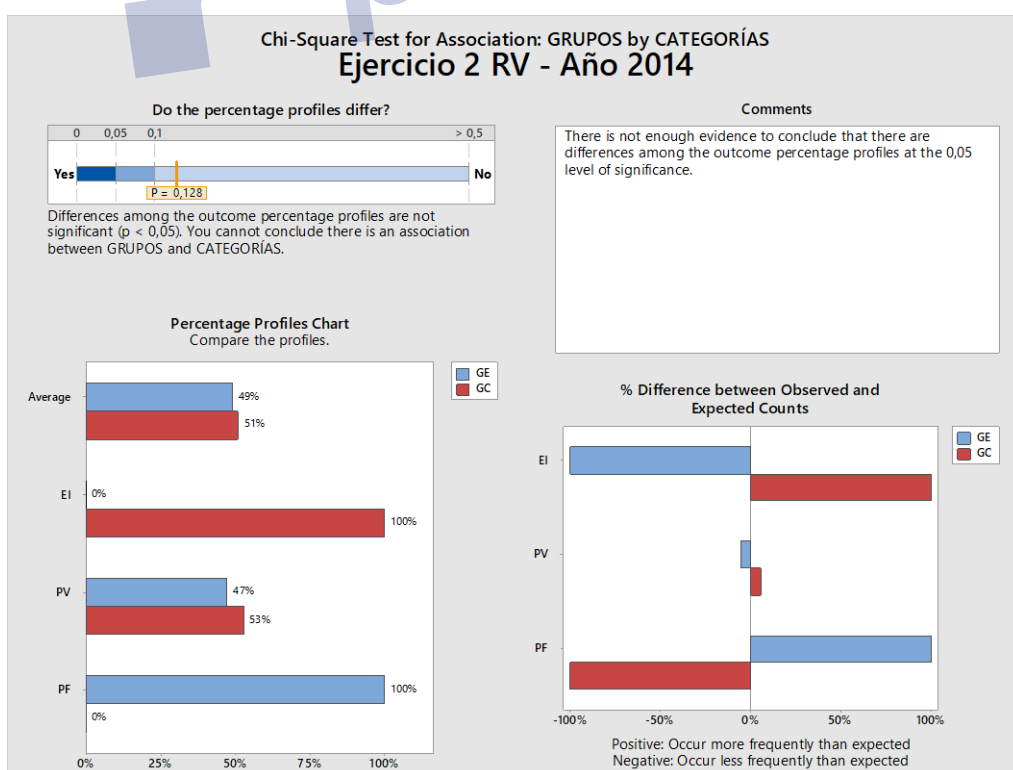 Chi-Square Test for Association: GRUPOS by CATEGORÍAS
Ejercicio 2 RV - Año 2014
Do the percentage profiles differ?
0 0,05 0,1 > 0,5
Yes No
P = 0,128
Differences among the outcome percentage profiles are not
significant (p < 0,05). You cannot conclude there is an association
between GRUPOS and CATEGORÍAS.
Comments
There is not enough evidence to conclude that there are
differences among the outcome percentage profiles at the 0,05
level of significance.
Percentage Profiles Chart
Compare the profiles.
GE
GC
Average
49%
51%
EI
0%
100%
PV
47%
53%
PF
100%
0%
0% 25% 50% 75% 100%
% Difference between Observed and
Expected Counts
GE
GC
EI
PV
PF
-100% -50% 0% 50% 100%
Positive: Occur more frequently than expected
Negative: Occur less frequently than expected